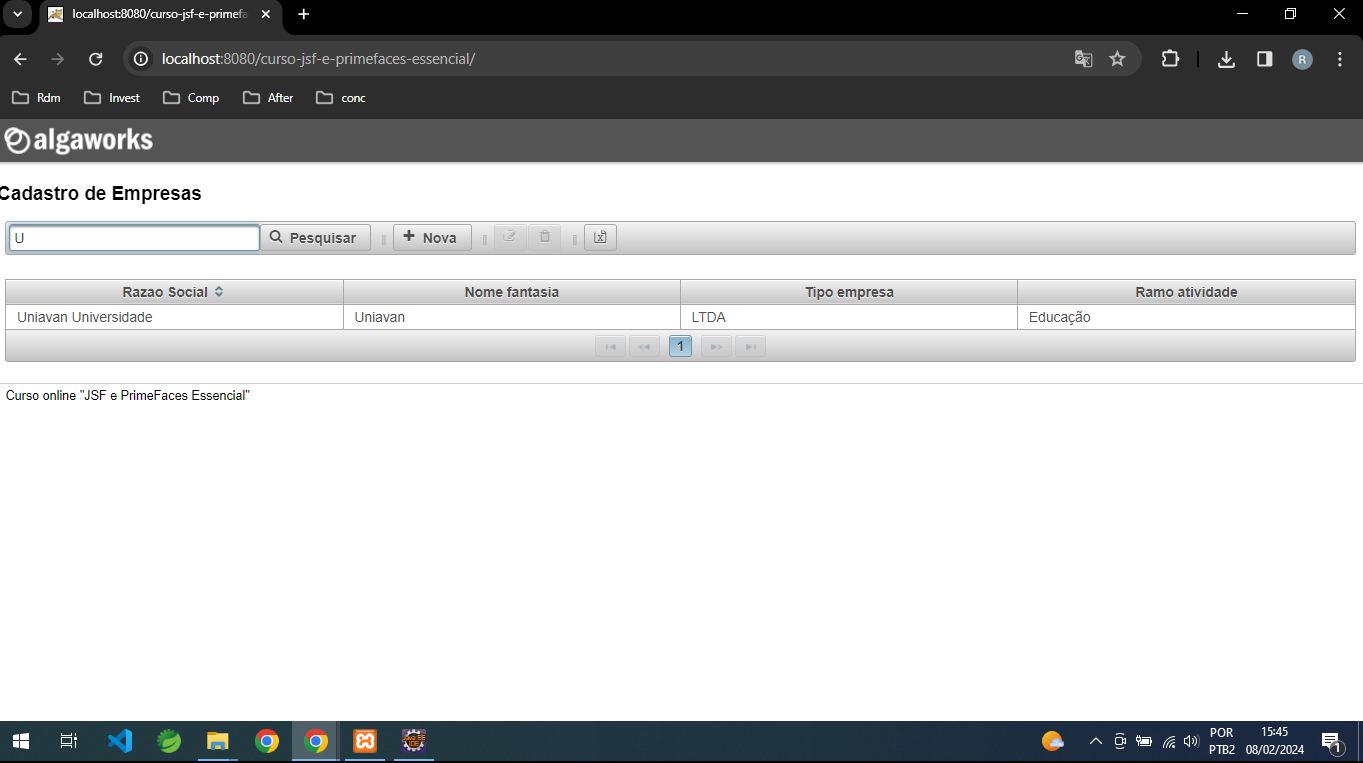 localhost:8080/curso-jsf-e-primefa
localhost:8080/curso-jsf-e-primefaces-essencial/
R
Rdm Invest Comp After conc
algaworks
Cadastro de Empresas
U Pesquisar Nova
Razao Social Nome fantasia Tipo empresa Ramo atividade
Uniavan Universidade Uniavan LTDA Educação
1
Curso online "JSF e PrimeFaces Essencial"
POR 15:45
PTB2 08/02/2024
1